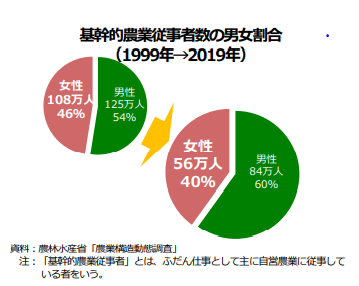 基幹的農業従事者数の男女割合
（1999年→2019年）
女性
108万人
46%
男性
125万人
54%
女性
56万人
40%
男性
84万人
60%
資料：農林水産省「農業構造動態調査」
注：「基幹的農業従事者」とは、ふだん仕事として主に自営農業に従事して
いる者をいう。